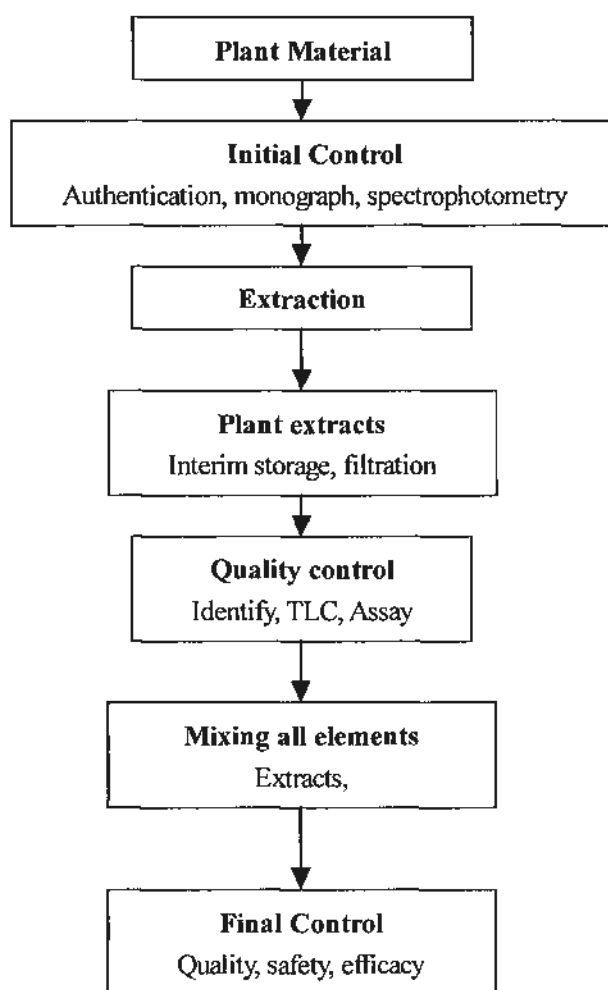 Plant Material
Initial Control
Authentication, monograph, spectrophotometry
Extraction
Plant extracts
Interim storage, filtration
Quality control
Identify, TLC, Assay
Mixing all elements
Extracts,
Final Control
Quality, safety, efficacy